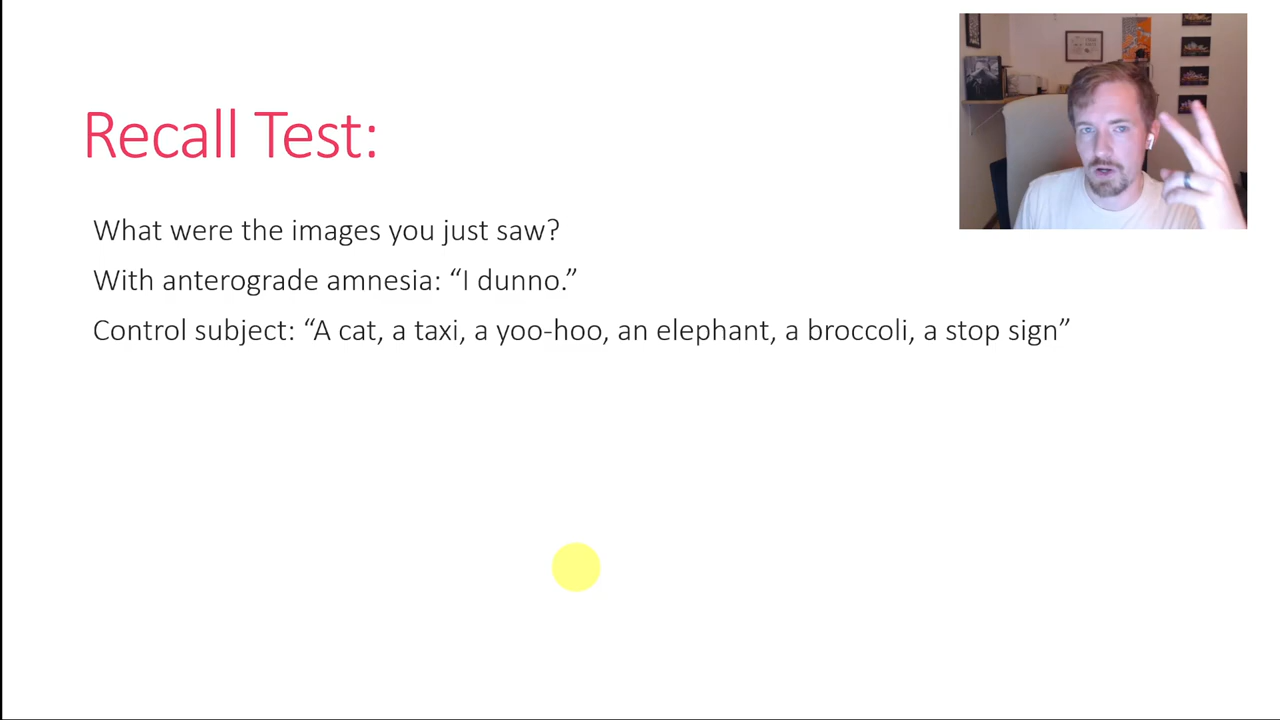 Recall Test:
What were the images you just saw?
With anterograde amnesia: “I dunno.”
Control subject: “A cat, a taxi, a yoo-hoo, an elephant, a broccoli, a stop sign”